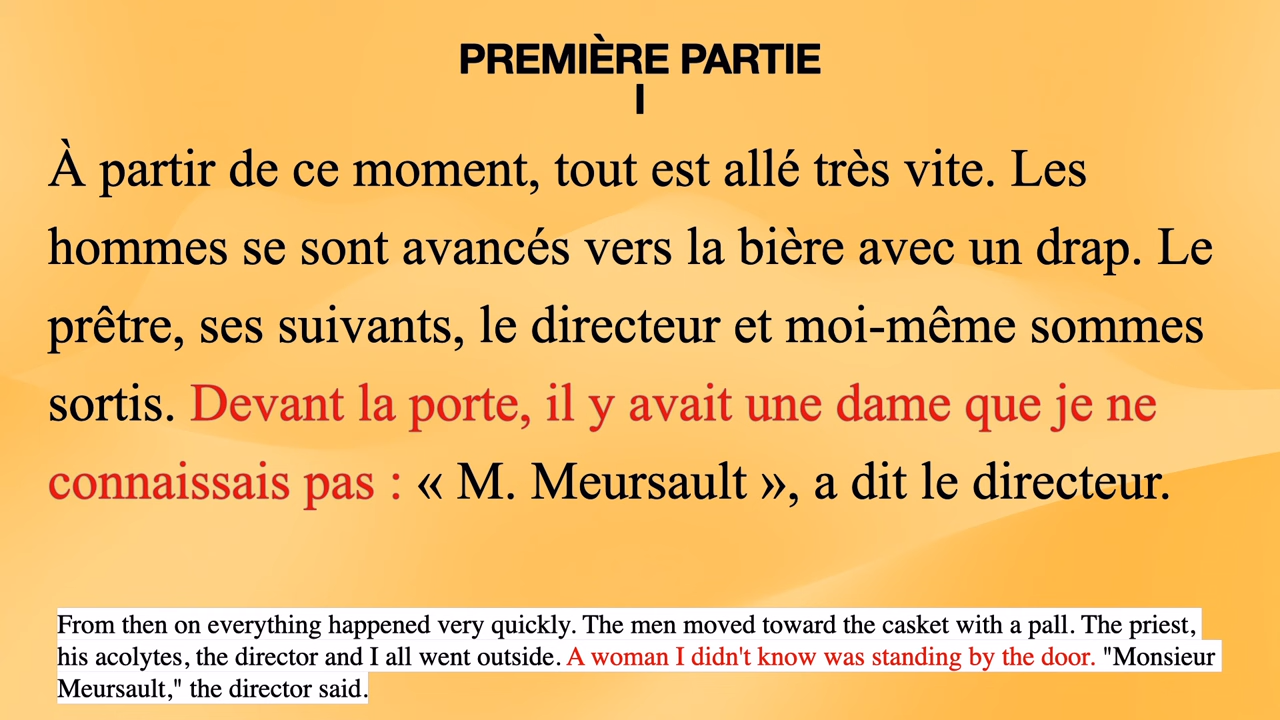 PREMIÈRE PARTIE
I
À partir de ce moment, tout est allé très vite. Les
hommes se sont avancés vers la bière avec un drap. Le
prêtre, ses suivants, le directeur et moi-même sommes
sortis. Devant la porte, il y avait une dame que je ne
connaissais pas : « M. Meursault », a dit le directeur.
From then on everything happened very quickly. The men moved toward the casket with a pall. The priest,
his acolytes, the director and I all went outside. A woman I didn't know was standing by the door. "Monsieur
Meursault," the director said.